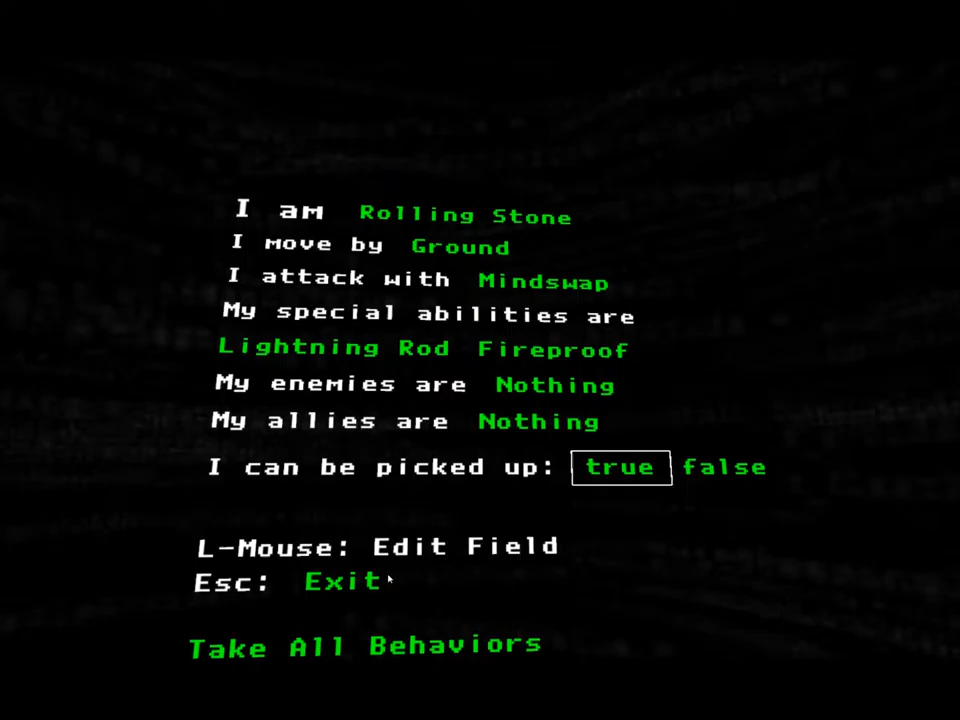 I am Rolling Stone
I move by Ground
I attack with Mindswap
My special abilities are
Lightning Rod Fireproof
My enemies are Nothing
My allies are Nothing
I can be picked up: true false
L-Mouse: Edit Field
Esc: Exit
Take All Behaviors